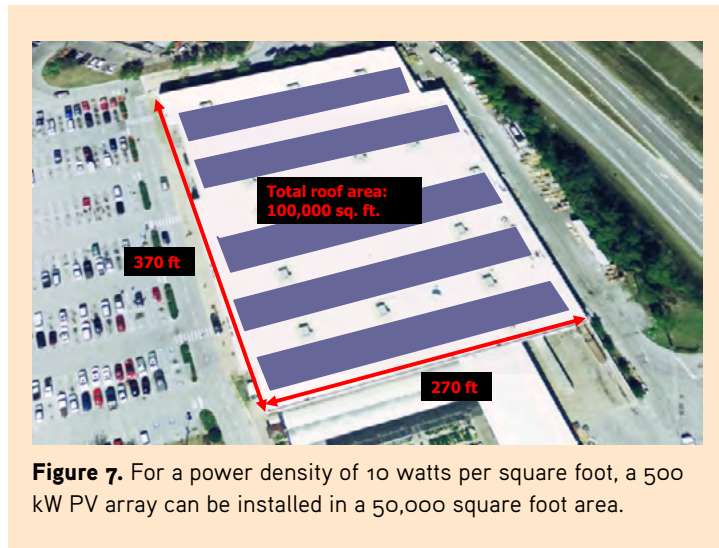 Total roof area:
100,000 sq. ft.
370 ft
270 ft
Figure 7. For a power density of 10 watts per square foot, a 500
kW PV array can be installed in a 50,000 square foot area.